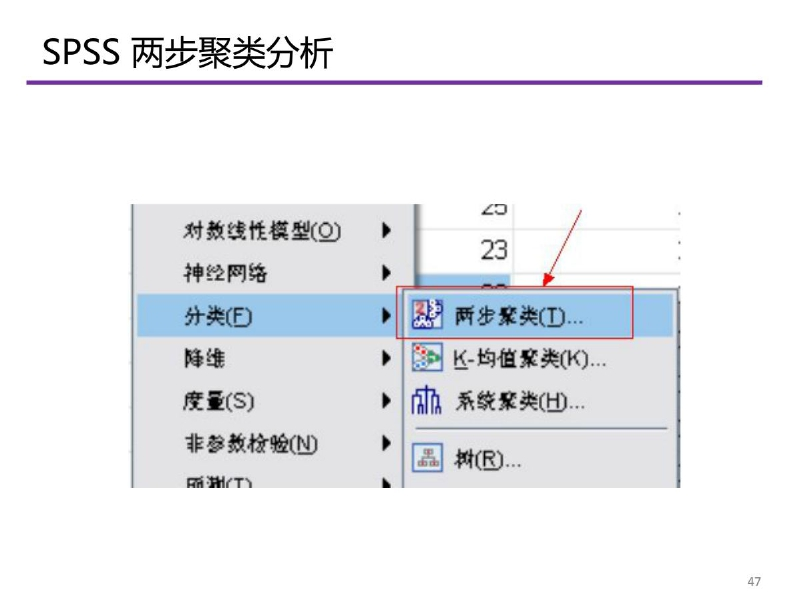 SPSS 两步聚类分析
25
对数线性模型(O)
23
神经网络
分类(F)
两步聚类(T)...
降维
K-均值聚类(K)...
度量(S)
系统聚类(H)...
非参数检验(N)
树(R)...
预测(T)
47